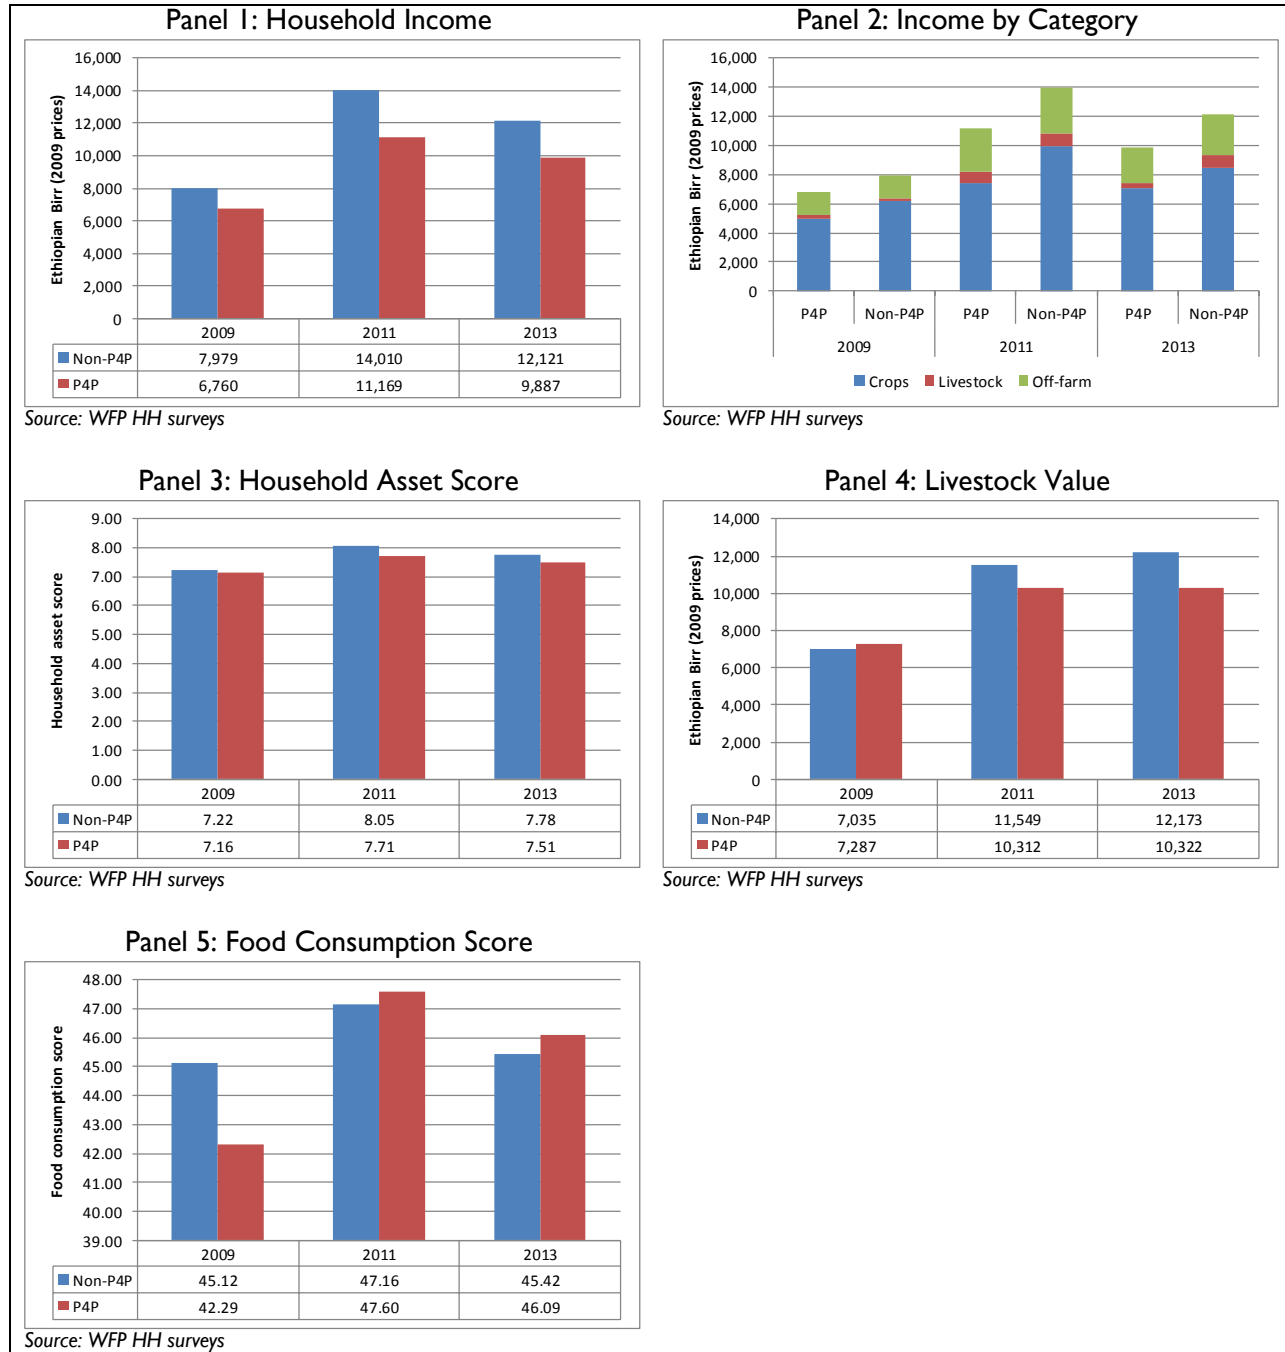 Panel 1: Household Income
16,000
14,000
12,000
10,000
8,000
6,000
4,000
2,000
0
Ethiopian Birr (2009 prices)
2009 2011 2013
Non-P4P 7,979 14,010 12,121
P4P 6,760 11,169 9,887
Source: WFP HH surveys
Panel 2: Income by Category
16,000
14,000
12,000
10,000
8,000
6,000
4,000
2,000
0
Ethiopian Birr (2009 prices)
P4P Non-P4P P4P Non-P4P P4P Non-P4P
2009 2011 2013
Crops Livestock Off-farm
Source: WFP HH surveys
Panel 3: Household Asset Score
9.00
8.00
7.00
6.00
5.00
4.00
3.00
2.00
1.00
0.00
Household asset score
2009 2011 2013
Non-P4P 7.22 8.05 7.78
P4P 7.16 7.71 7.51
Source: WFP HH surveys
Panel 4: Livestock Value
14,000
12,000
10,000
8,000
6,000
4,000
2,000
0
Ethiopian Birr (2009 prices)
2009 2011 2013
Non-P4P 7,035 11,549 12,173
P4P 7,287 10,312 10,322
Source: WFP HH surveys
Panel 5: Food Consumption Score
48.00
47.00
46.00
45.00
44.00
43.00
42.00
41.00
40.00
39.00
Food consumption score
2009 2011 2013
Non-P4P 45.12 47.16 45.42
P4P 42.29 47.60 46.09
Source: WFP HH surveys